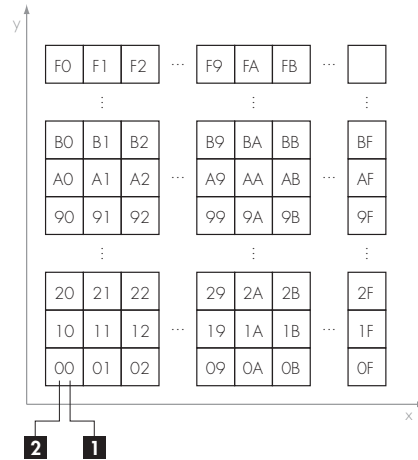 y
F0 F1 F2 ... F9 FA FB ...
⋮ ⋮ ⋮
B0 B1 B2 B9 BA BB BF
A0 A1 A2 ... A9 AA AB ... AF
90 91 92 99 9A 9B 9F
⋮ ⋮ ⋮
20 21 22 29 2A 2B 2F
10 11 12 ... 19 1A 1B ... 1F
00 01 02 09 0A 0B 0F
x
2 1